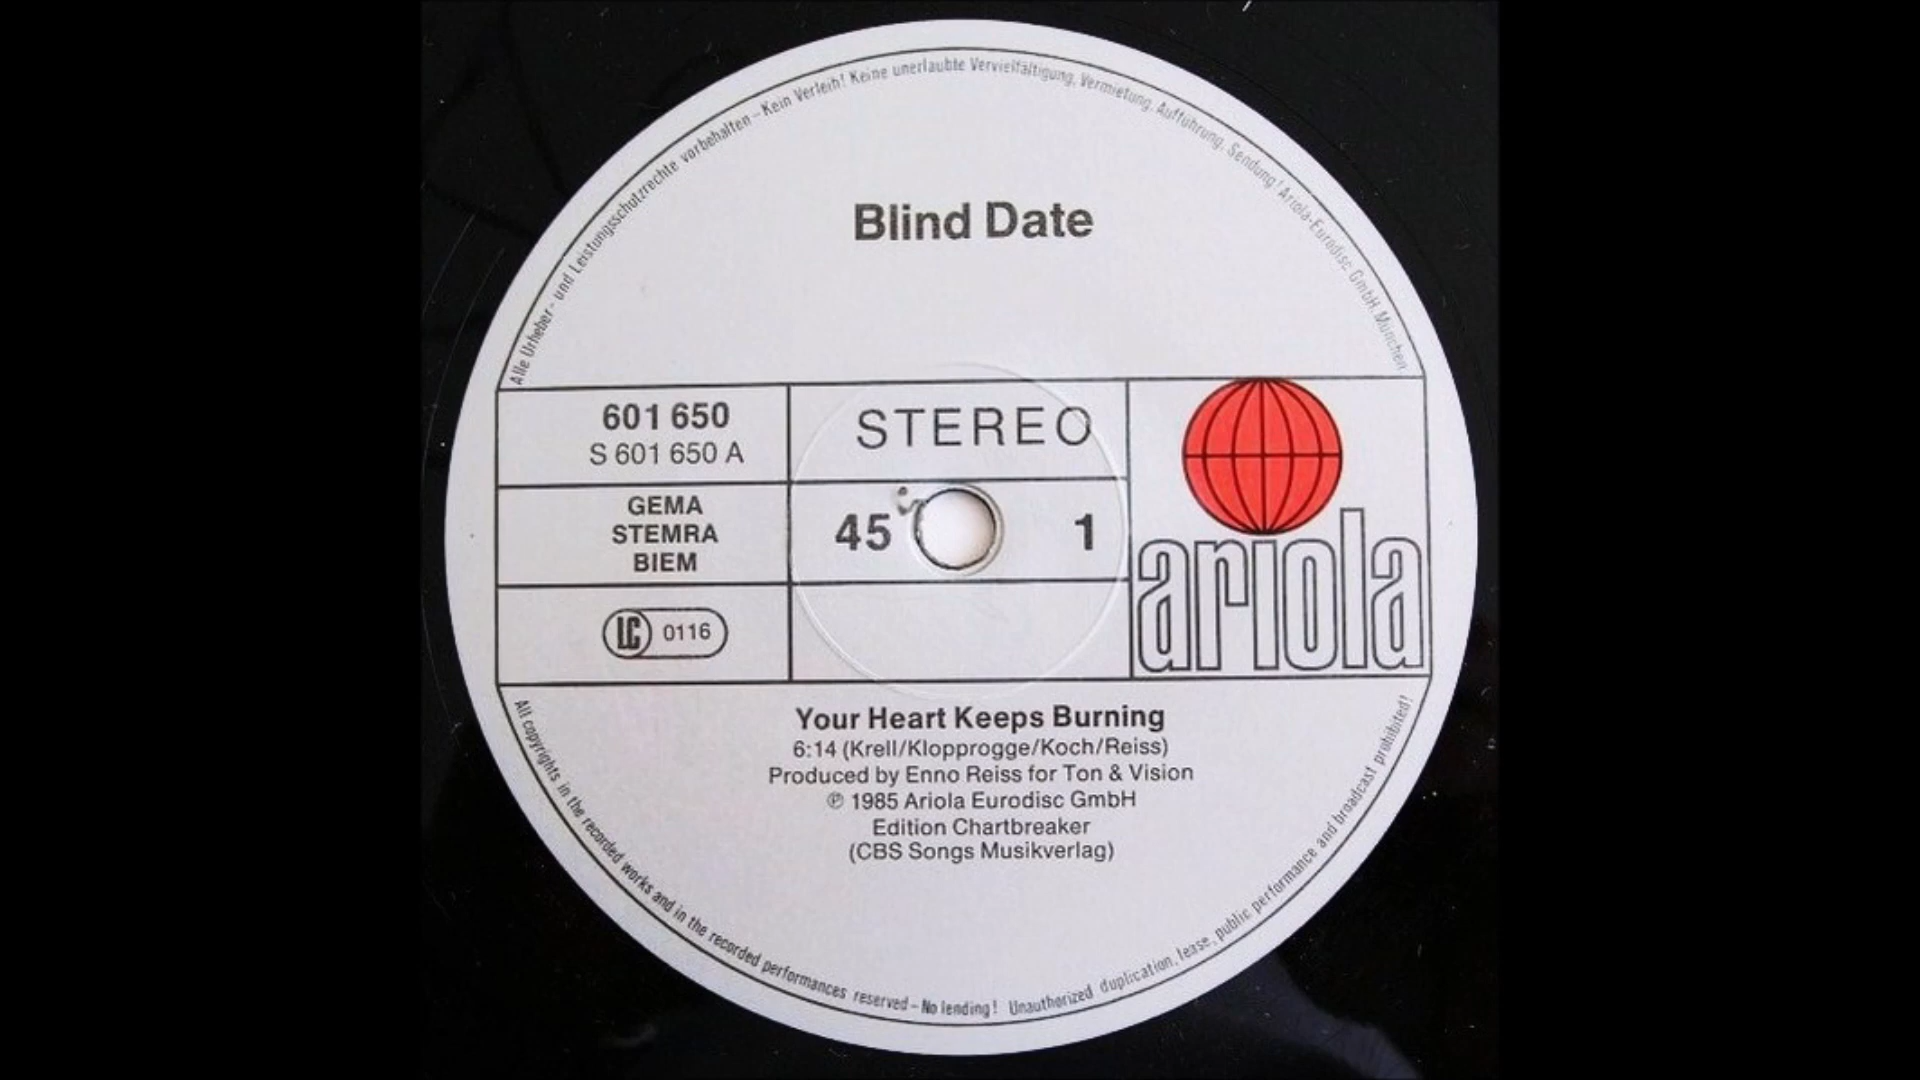 Alle Urheber- und Leistungsschutzrechte vorbehalten – Kein Verleih! Keine unerlaubte Vervielfältigung, Vermietung, Aufführung, Sendung! Ariola-Eurodisc GmbH, München
Blind Date
601 650
S 601 650 A
STEREO
GEMA
STEMRA
BIEM
45
1
LC 0116
ariola
Your Heart Keeps Burning
6:14 (Krell/Klopprogge/Koch/Reiss)
Produced by Enno Reiss for Ton & Vision
℗ 1985 Ariola Eurodisc GmbH
Edition Chartbreaker
(CBS Songs Musikverlag)
All copyrights in the recorded works and in the recorded performances reserved – No lending! Unauthorized duplication, lease, public performance and broadcast prohibited!